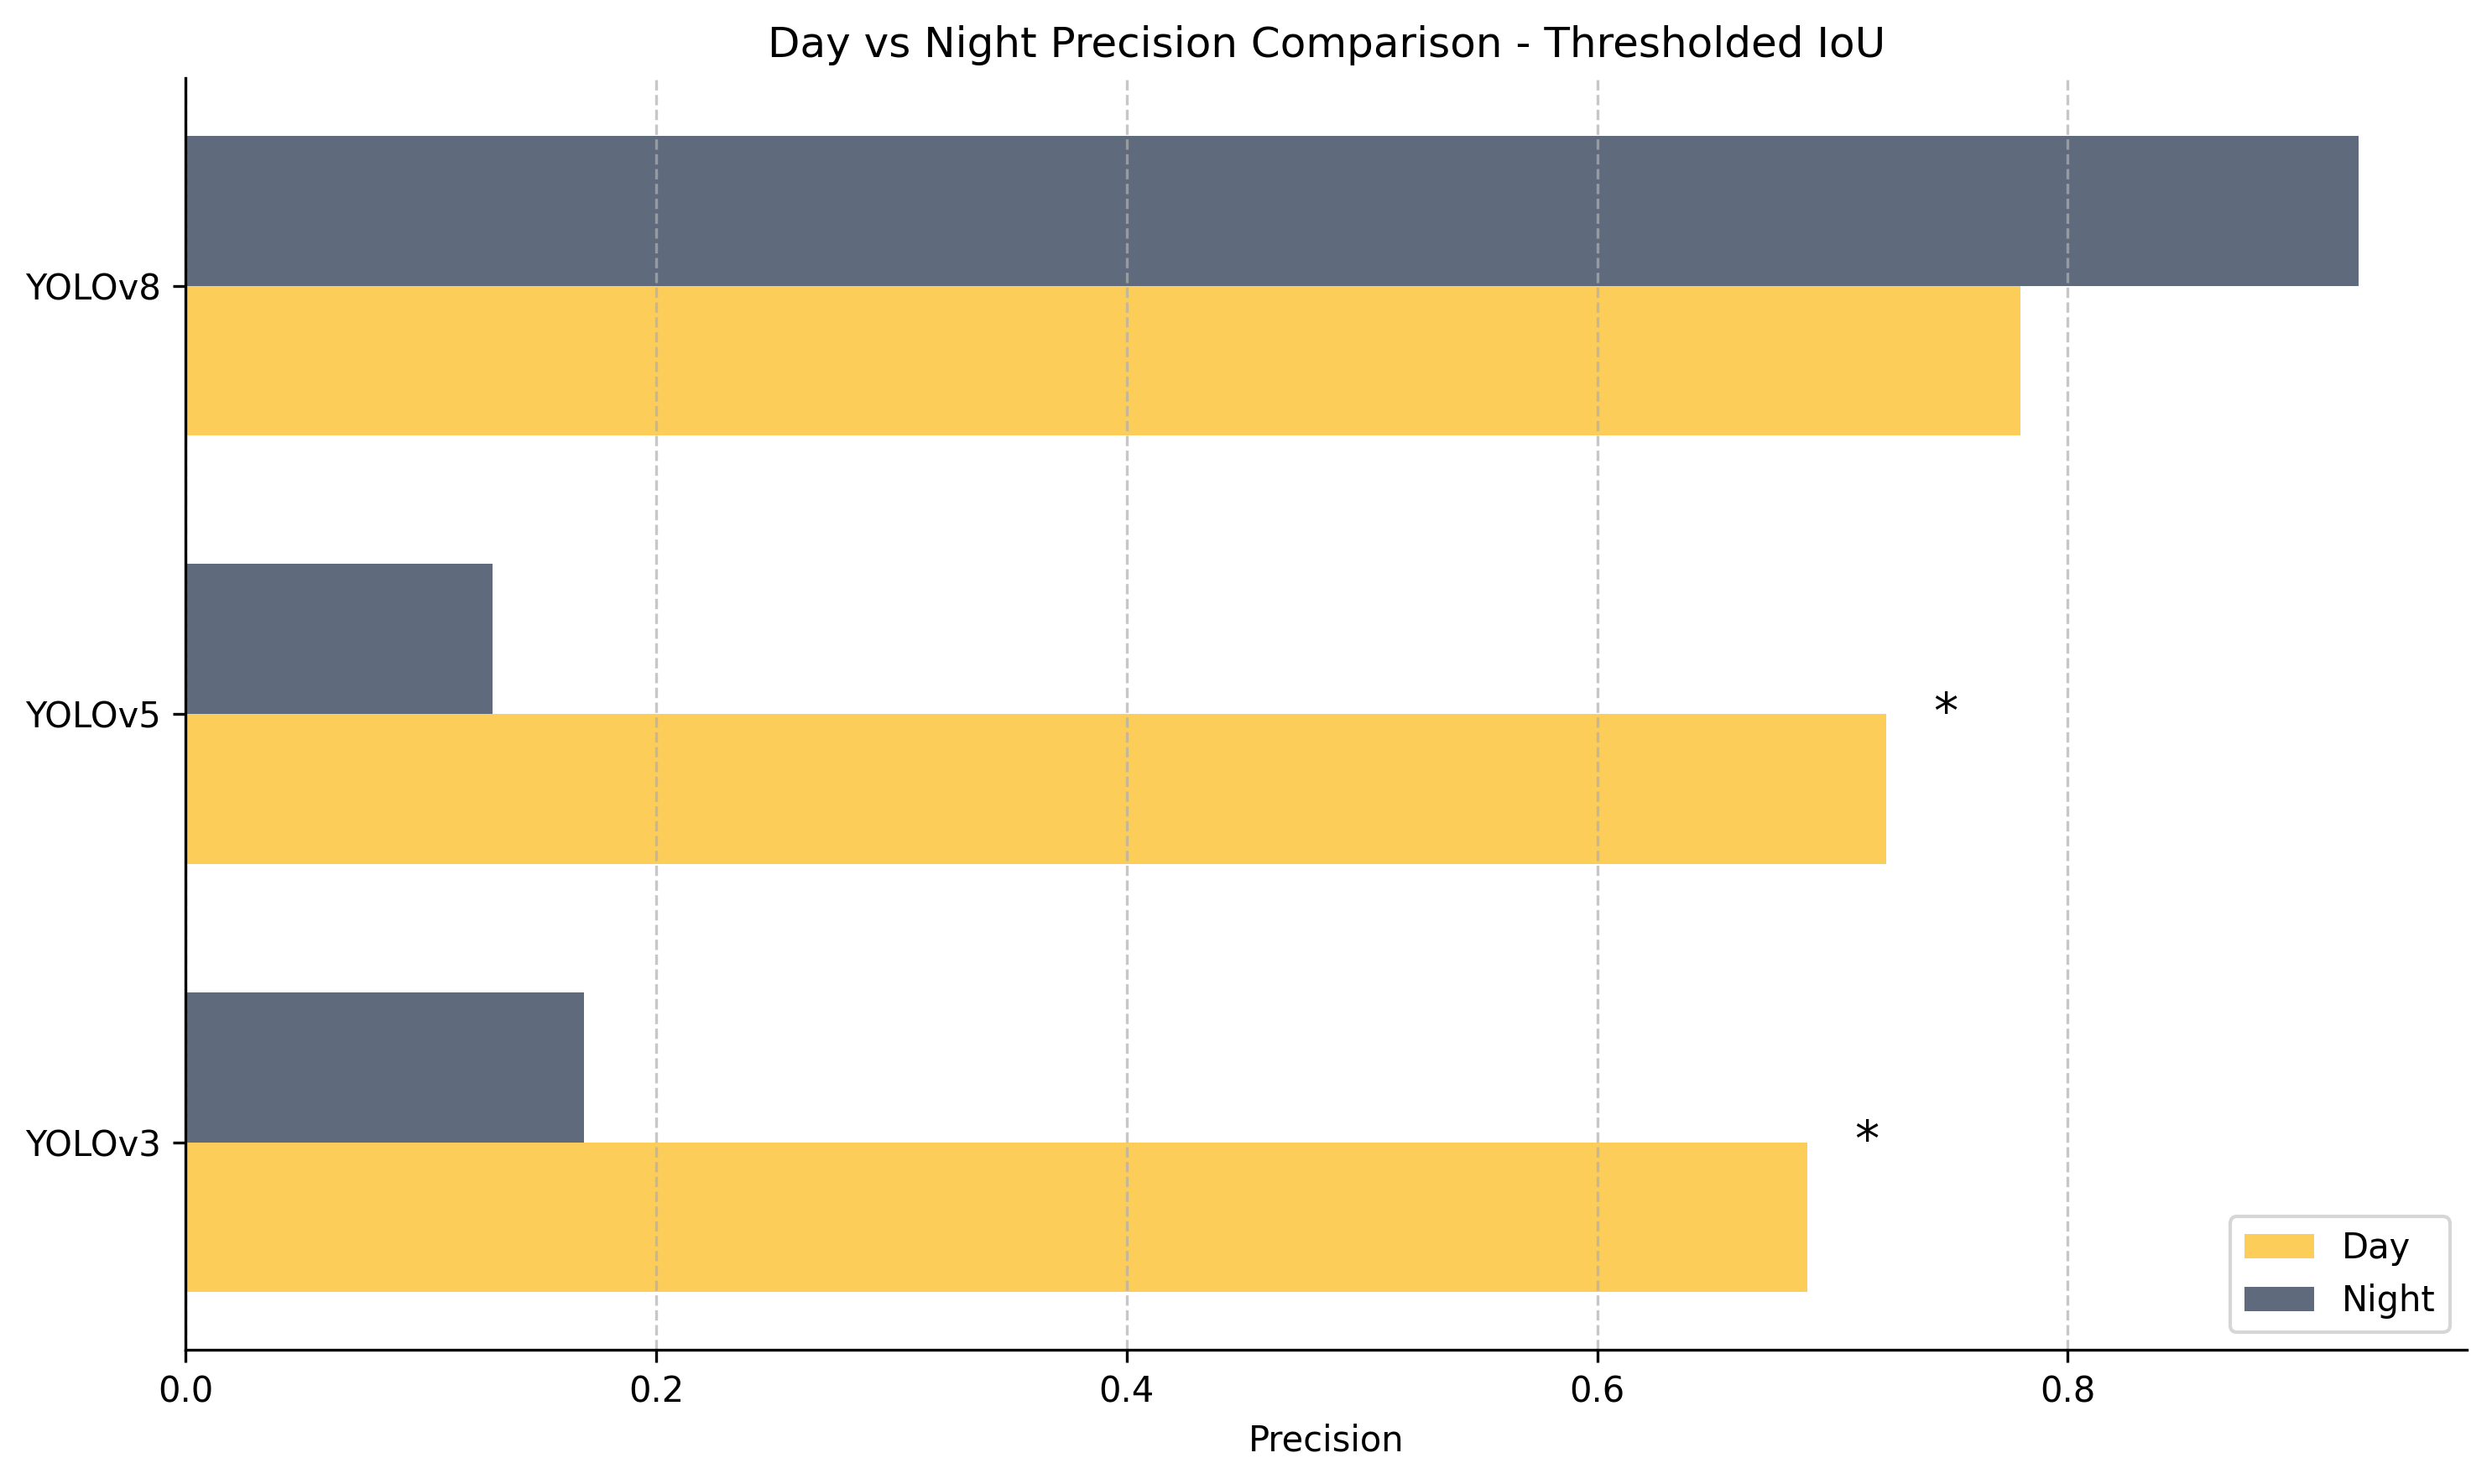 Day vs Night Precision Comparison - Thresholded IoU
YOLOv8
YOLOv5
*
YOLOv3
*
Day
Night
0.0 0.2 0.4 0.6 0.8
Precision